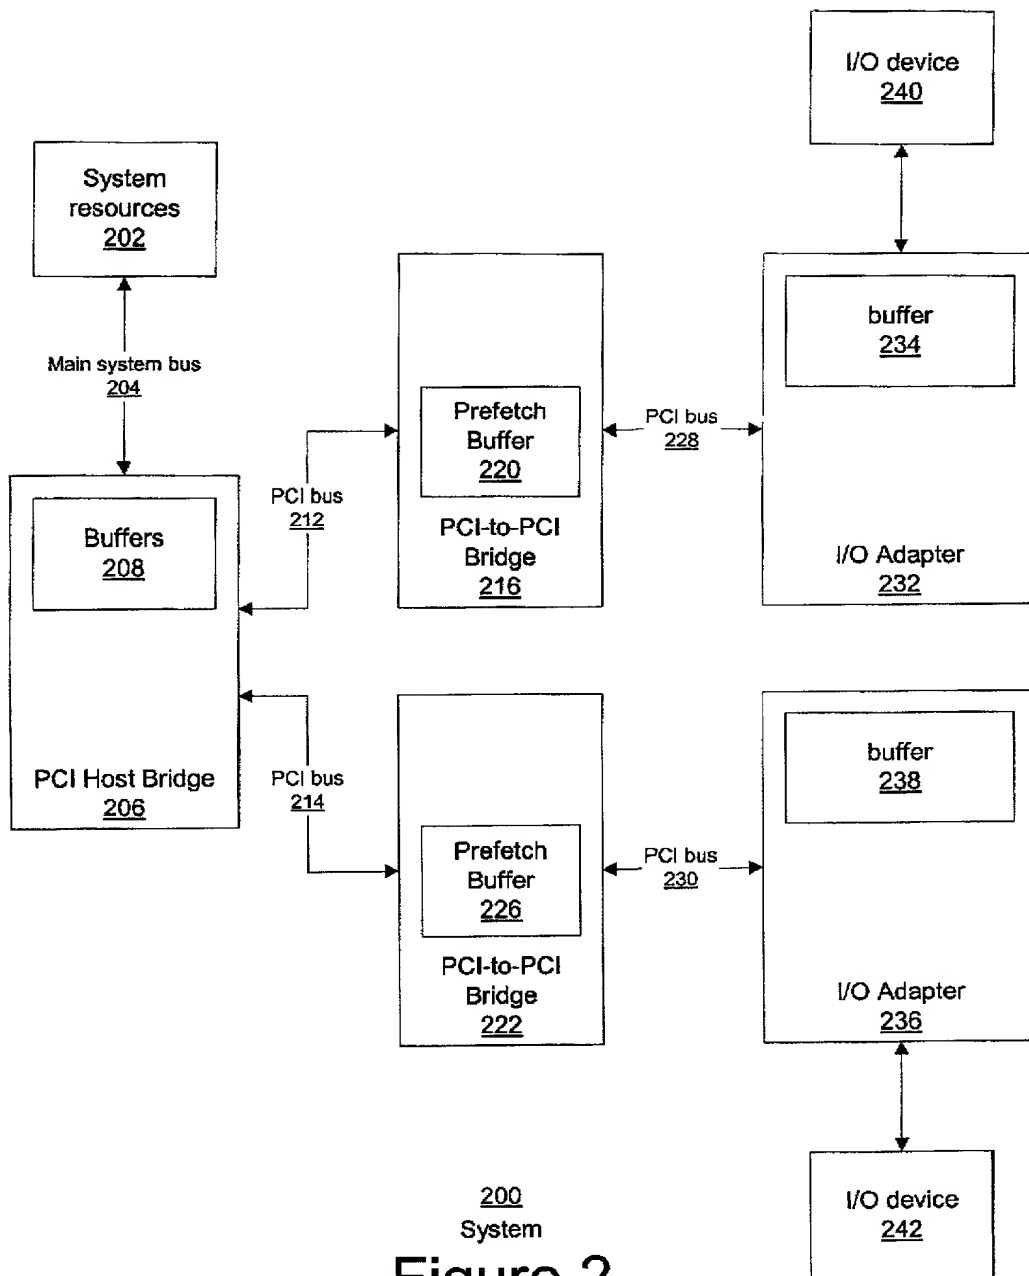 I/O device
240
System
resources
202
Main system bus
204
Buffers
208
PCI Host Bridge
206
PCI bus
212
PCI bus
214
Prefetch
Buffer
220
PCI-to-PCI
Bridge
216
Prefetch
Buffer
226
PCI-to-PCI
Bridge
222
PCI bus
228
PCI bus
230
buffer
234
I/O Adapter
232
buffer
238
I/O Adapter
236
I/O device
242
200
System
Figure 2